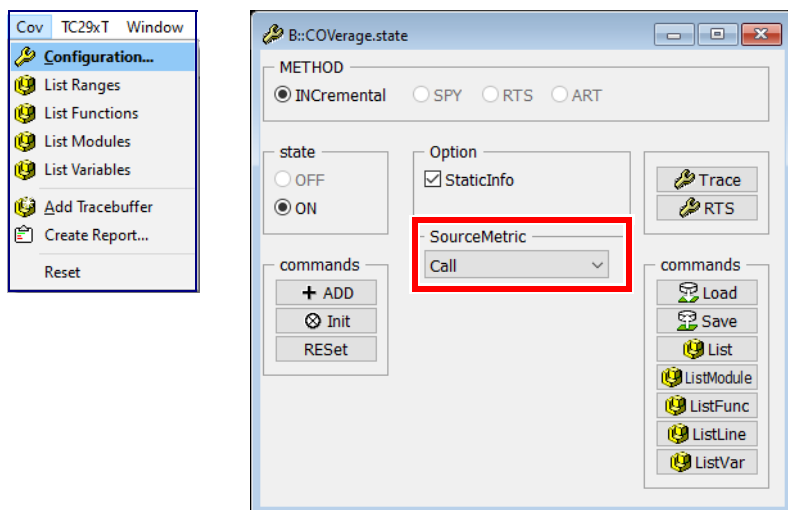 Cov TC29xT Window
Configuration...
List Ranges
List Functions
List Modules
List Variables
Add Tracebuffer
Create Report...
Reset
B::COVerage.state
METHOD
INCremental SPY RTS ART
state
OFF
ON
Option
StaticInfo
SourceMetric
Call
Trace
RTS
commands
+ ADD
Init
RESet
commands
Load
Save
List
ListModule
ListFunc
ListLine
ListVar